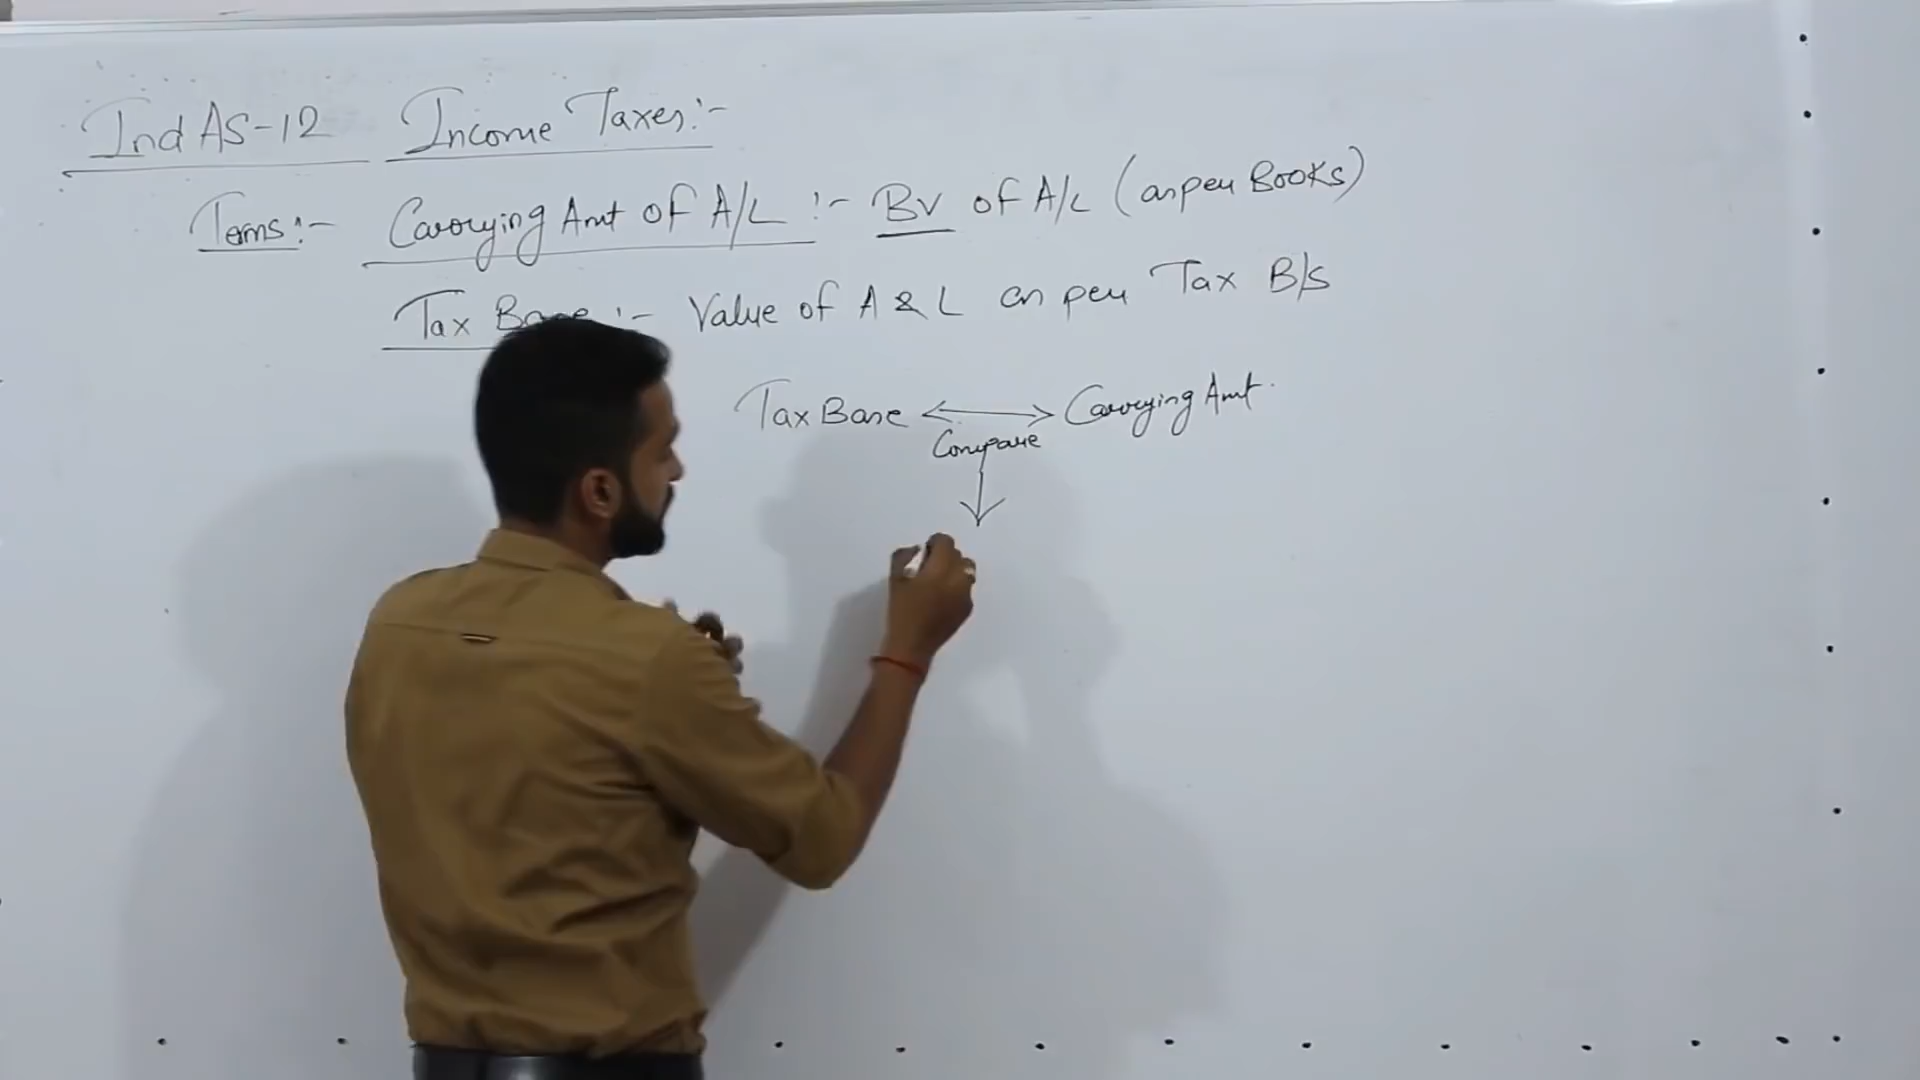 Ind AS-12 Income Taxes:-
Terms:- Carrying Amt of A/L :- BV of A/L (as per Books)
Tax Base :- Value of A & L as per Tax B/s
Tax Base ⟷ Carrying Amt.
Compare